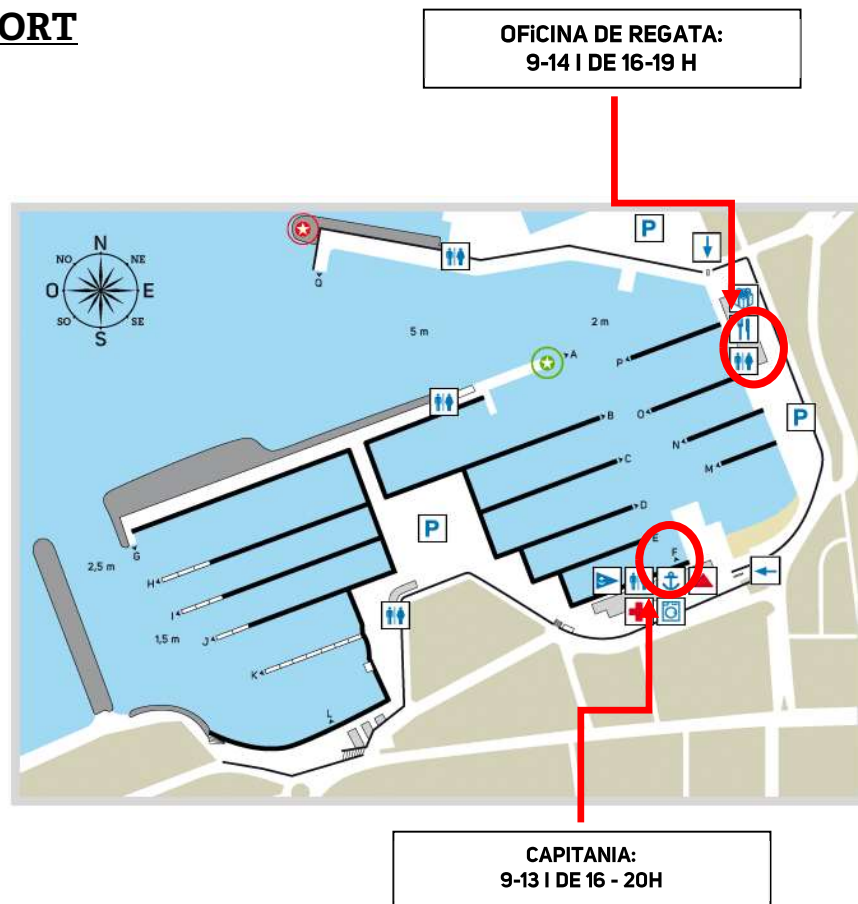 ORT
OFiCINA DE REGATA:
9-14 I DE 16-19 H
P
N
NO
NE
O
E
SO
SE
S
Q
5 m
2 m
A
P
B
O
P
N
C
M
D
P
E
F
G
2,5 m
H
I
1,5 m
J
K
L
CAPITANIA:
9-13 I DE 16 - 20H